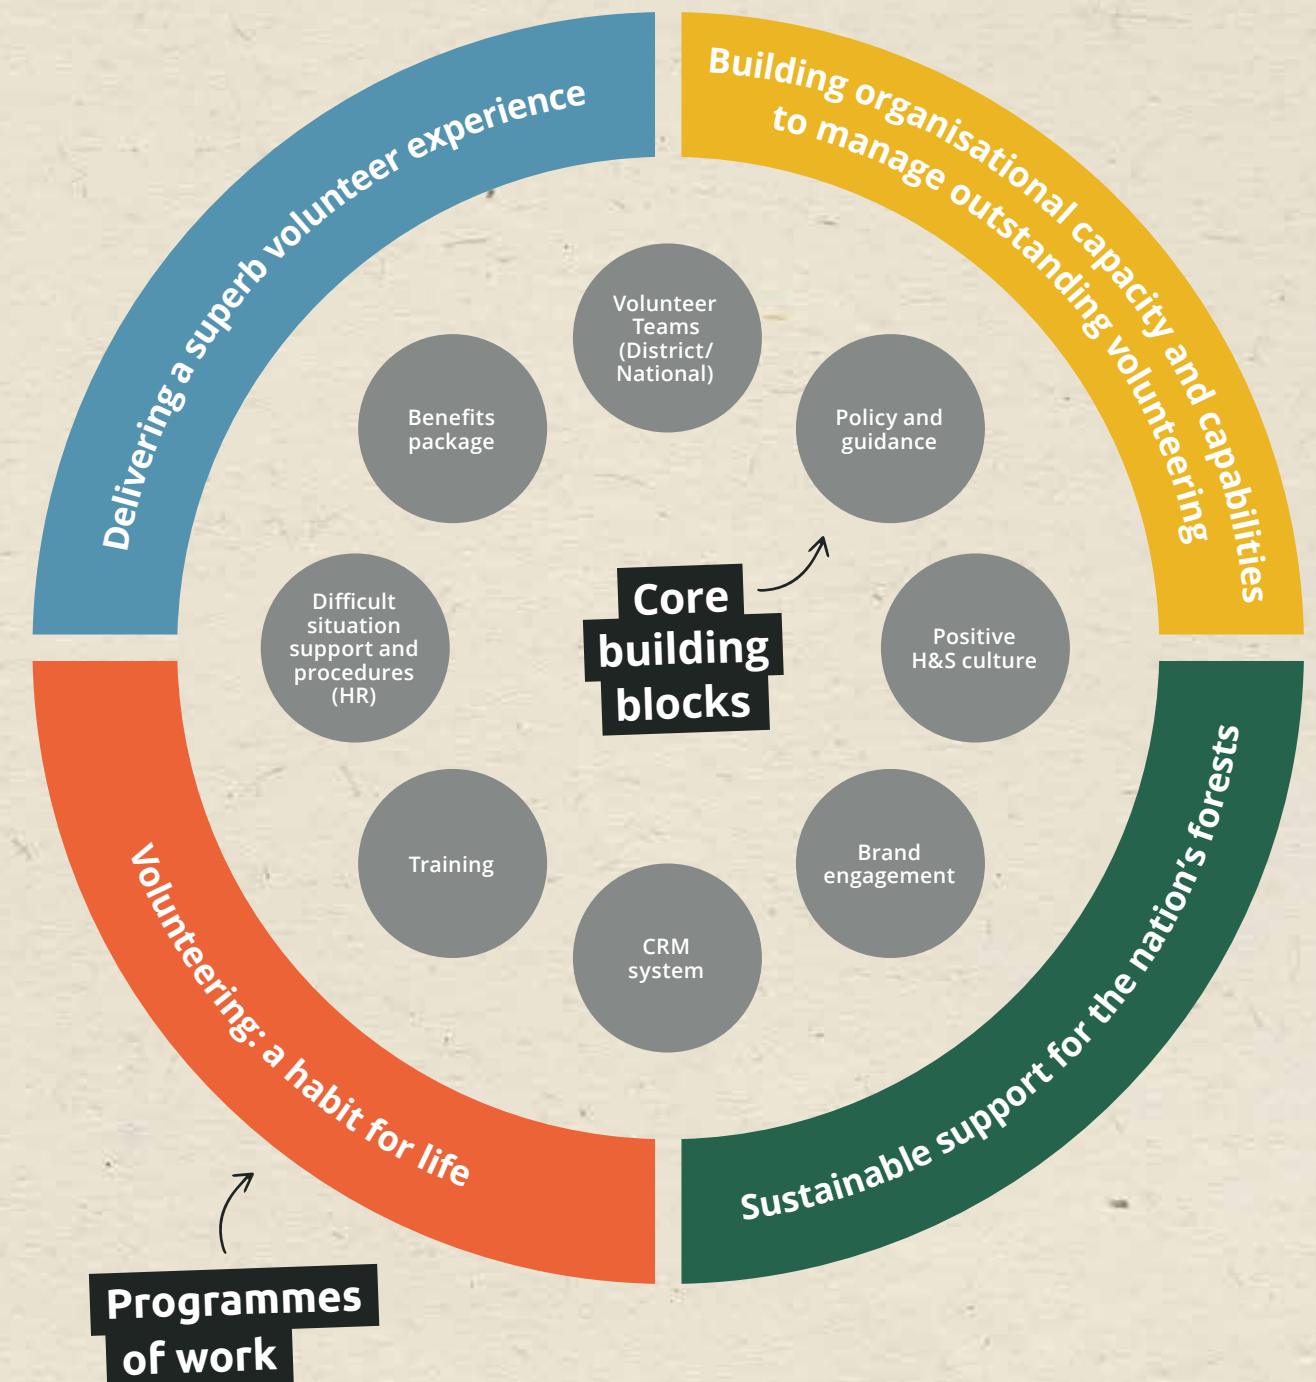 Delivering a superb volunteer experience
Building organisational capacity and capabilities
to manage outstanding volunteering
Volunteer
Teams
(District/
National)
Benefits
package
Policy and
guidance
Difficult
situation
support and
procedures
(HR)
Core
building
blocks
Positive
H&S culture
Training
Brand
engagement
CRM
system
Volunteering: a habit for life
Sustainable support for the nation’s forests
Programmes
of work